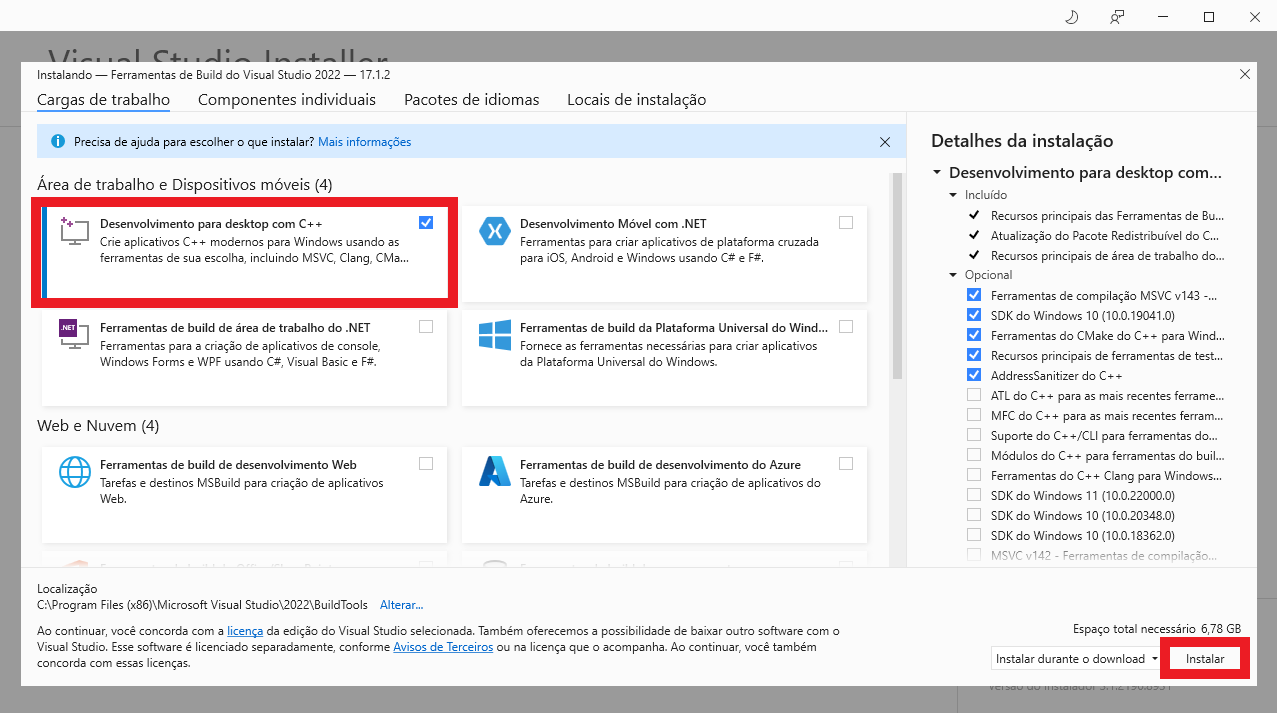 Visual Studio Installer
Instalando — Ferramentas de Build do Visual Studio 2022 — 17.1.2
Cargas de trabalho
Componentes individuais
Pacotes de idiomas
Locais de instalação
Precisa de ajuda para escolher o que instalar? Mais informações
Área de trabalho e Dispositivos móveis (4)
Desenvolvimento para desktop com C++
Crie aplicativos C++ modernos para Windows usando as
ferramentas de sua escolha, incluíndo MSVC, Clang, CMa...
Desenvolvimento Móvel com .NET
Ferramentas para criar aplicativos de plataforma cruzada
para iOS, Android e Windows usando C# e F#.
.NET
Ferramentas de build de área de trabalho do .NET
Ferramentas para a criação de aplicativos de console,
Windows Forms e WPF usando C#, Visual Basic e F#.
Ferramentas de build da Plataforma Universal do Wind...
Fornece as ferramentas necessárias para criar aplicativos
da Plataforma Universal do Windows.
Web e Nuvem (4)
Ferramentas de build de desenvolvimento Web
Tarefas e destinos MSBuild para criação de aplicativos
Web.
Ferramentas de build de desenvolvimento do Azure
Tarefas e destinos MSBuild para criação de aplicativos do
Azure.
Detalhes da instalação
Desenvolvimento para desktop com...
Incluído
Recursos principais das Ferramentas de Bu...
Atualização do Pacote Redistribuível do C...
Recursos principais de área de trabalho do...
Opcional
Ferramentas de compilação MSVC v143 -...
SDK do Windows 10 (10.0.19041.0)
Ferramentas do CMake do C++ para Wind...
Recursos principais de ferramentas de test...
AddressSanitizer do C++
ATL do C++ para as mais recentes ferrame...
MFC do C++ para as mais recentes ferram...
Suporte do C++/CLI para ferramentas do...
Módulos do C++ para ferramentas do buil...
Ferramentas do C++ Clang para Windows...
SDK do Windows 11 (10.0.22000.0)
SDK do Windows 10 (10.0.20348.0)
SDK do Windows 10 (10.0.18362.0)
MSVC v142 - Ferramentas de compilação...
Localização
C:\Program Files (x86)\Microsoft Visual Studio\2022\BuildTools Alterar...
Ao continuar, você concorda com a licença da edição do Visual Studio selecionada. Também oferecemos a possibilidade de baixar outro software com o
Visual Studio. Esse software é licenciado separadamente, conforme Avisos de Terceiros ou na licença que o acompanha. Ao continuar, você também
concorda com essas licenças.
Espaço total necessário 6,78 GB
Instalar durante o download
Instalar